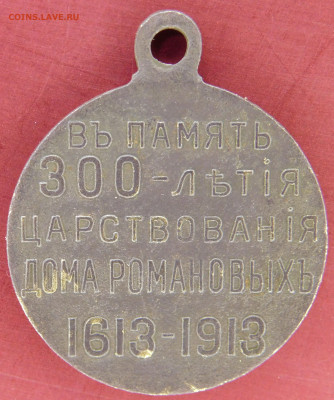 COINS.LAVE.RU
ВЪ ПАМЯТЬ
300-лѣтія
ЦАРСТВОВАНІЯ
ДОМА РОМАНОВЫХЪ
1613-1913